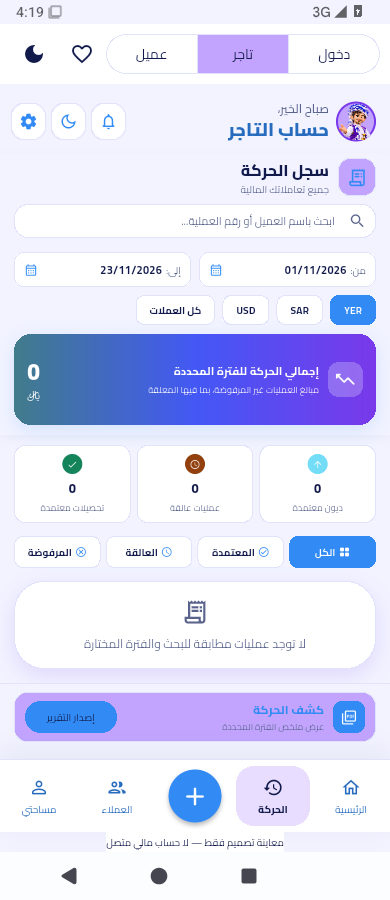 4:19
3G
دخول
تاجر
عميل
صباح الخير،
حساب التاجر
سجل الحركة
جميع تعاملاتك المالية
ابحث باسم العميل أو رقم العملية...
من: 01/11/2026
إلى: 23/11/2026
YER
SAR
USD
كل العملات
إجمالي الحركة للفترة المحددة
مبالغ العمليات غير المرفوضة، بما فيها المعلقة
0
﷼
0
ديون معتمدة
0
عمليات عالقة
0
تحصيلات معتمدة
الكل
المعتمدة
العالقة
المرفوضة
لا توجد عمليات مطابقة للبحث والفترة المختارة
كشف الحركة
عرض ملخص الفترة المحددة
إصدار التقرير
الرئيسية
الحركة
العملاء
مساحتي
معاينة تصميم فقط — لا حساب مالي متصل